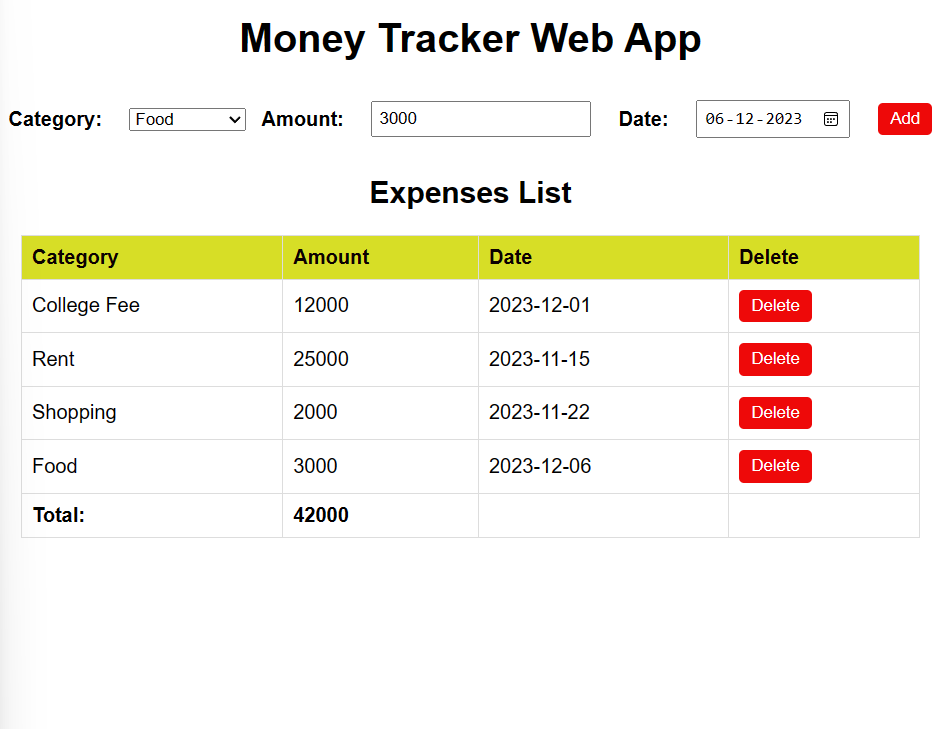 Money Tracker Web App
Category: Food Amount: 3000 Date: 06-12-2023 Add
Expenses List
Category Amount Date Delete
College Fee 12000 2023-12-01 Delete
Rent 25000 2023-11-15 Delete
Shopping 2000 2023-11-22 Delete
Food 3000 2023-12-06 Delete
Total: 42000